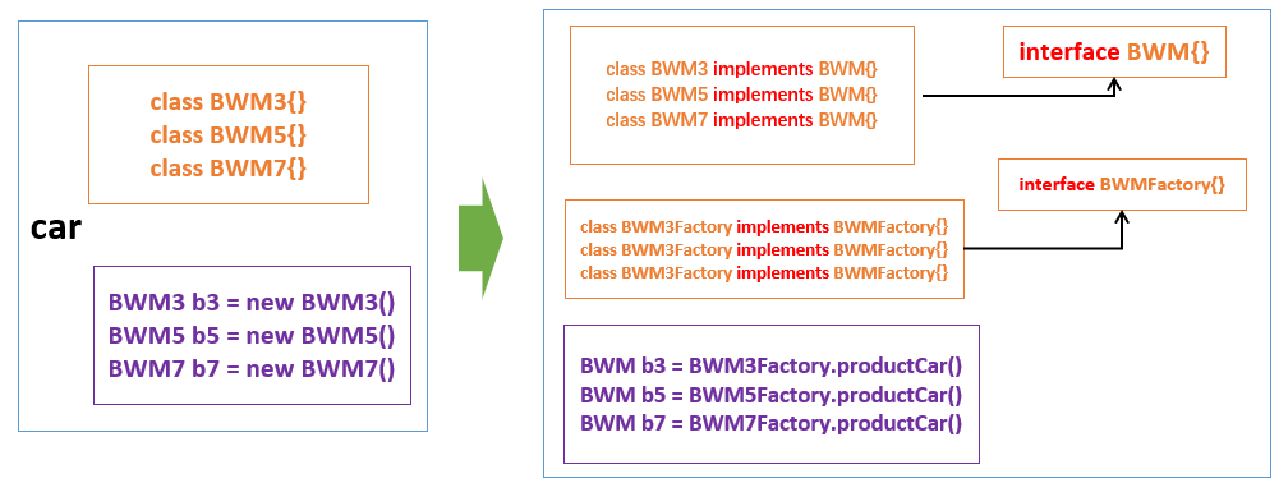 class BWM3{}
class BWM5{}
class BWM7{}
car
BWM3 b3 = new BWM3()
BWM5 b5 = new BWM5()
BWM7 b7 = new BWM7()
class BWM3 implements BWM{}
class BWM5 implements BWM{}
class BWM7 implements BWM{}
interface BWM{}
class BWM3Factory implements BWMFactory{}
class BWM3Factory implements BWMFactory{}
class BWM3Factory implements BWMFactory{}
interface BWMFactory{}
BWM b3 = BWM3Factory.productCar()
BWM b5 = BWM5Factory.productCar()
BWM b7 = BWM7Factory.productCar()